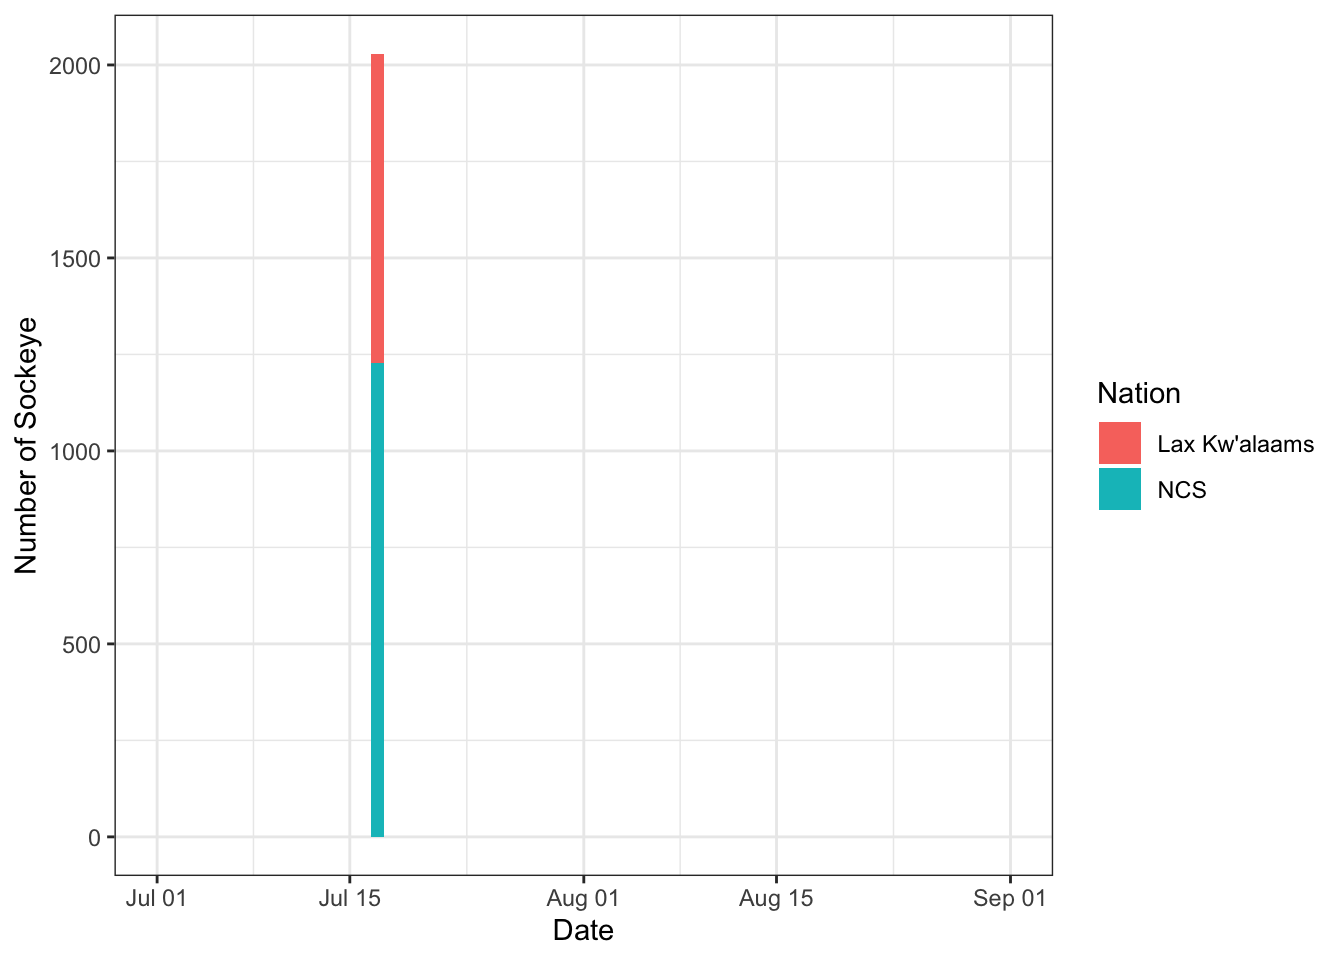 2000
1500
1000
500
0
Number of Sockeye
Jul 01
Jul 15
Aug 01
Aug 15
Sep 01
Date
Nation
Lax Kw'alaams
NCS